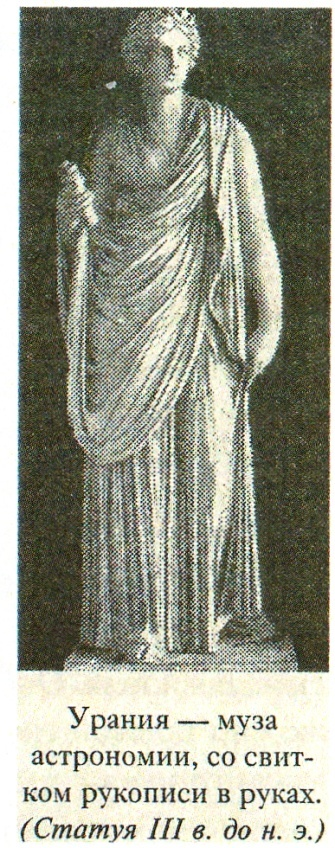 Урания — муза
астрономии, со свит-
ком рукописи в руках.
(Статуя III в. до н. э.)